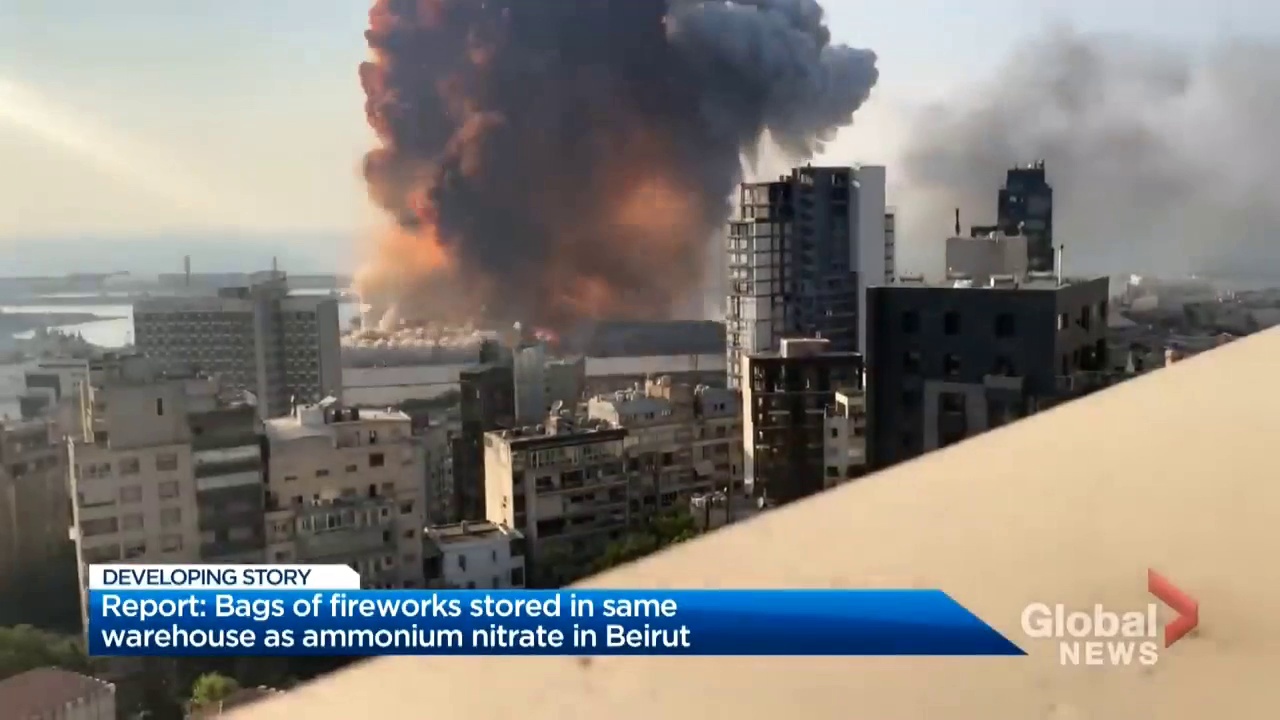 DEVELOPING STORY
Report: Bags of fireworks stored in same
warehouse as ammonium nitrate in Beirut
Global
NEWS